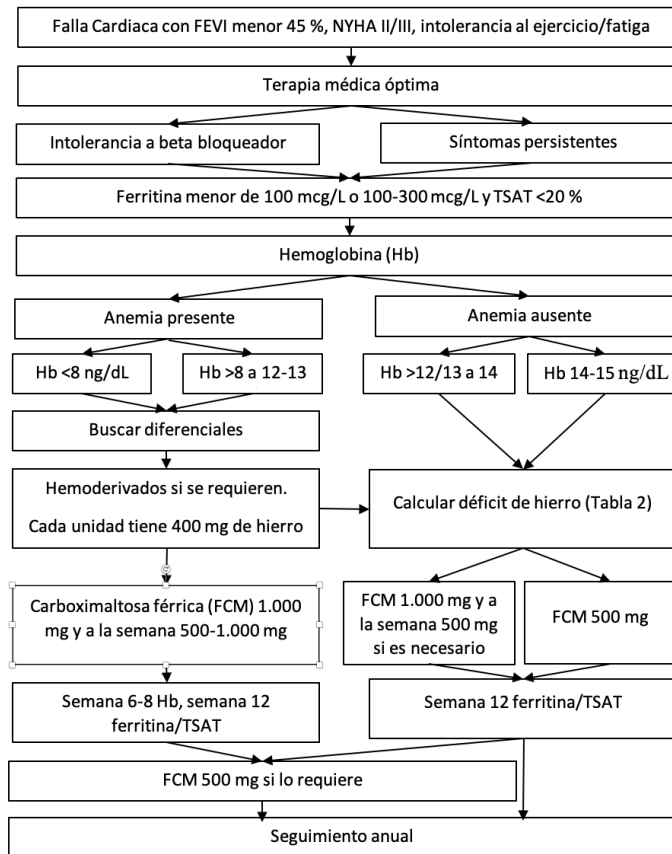 Falla Cardiaca con FEVI menor 45 %, NYHA II/III, intolerancia al ejercicio/fatiga
Terapia médica óptima
Intolerancia a beta bloqueador
Síntomas persistentes
Ferritina menor de 100 mcg/L o 100-300 mcg/L y TSAT <20 %
Hemoglobina (Hb)
Anemia presente
Anemia ausente
Hb <8 ng/dL
Hb >8 a 12-13
Hb >12/13 a 14
Hb 14-15 ng/dL
Buscar diferenciales
Hemoderivados si se requieren.
Cada unidad tiene 400 mg de hierro
Calcular déficit de hierro (Tabla 2)
Carboximaltosa férrica (FCM) 1.000
mg y a la semana 500-1.000 mg
FCM 1.000 mg y a
la semana 500 mg
si es necesario
FCM 500 mg
Semana 6-8 Hb, semana 12
ferritina/TSAT
Semana 12 ferritina/TSAT
FCM 500 mg si lo requiere
Seguimiento anual